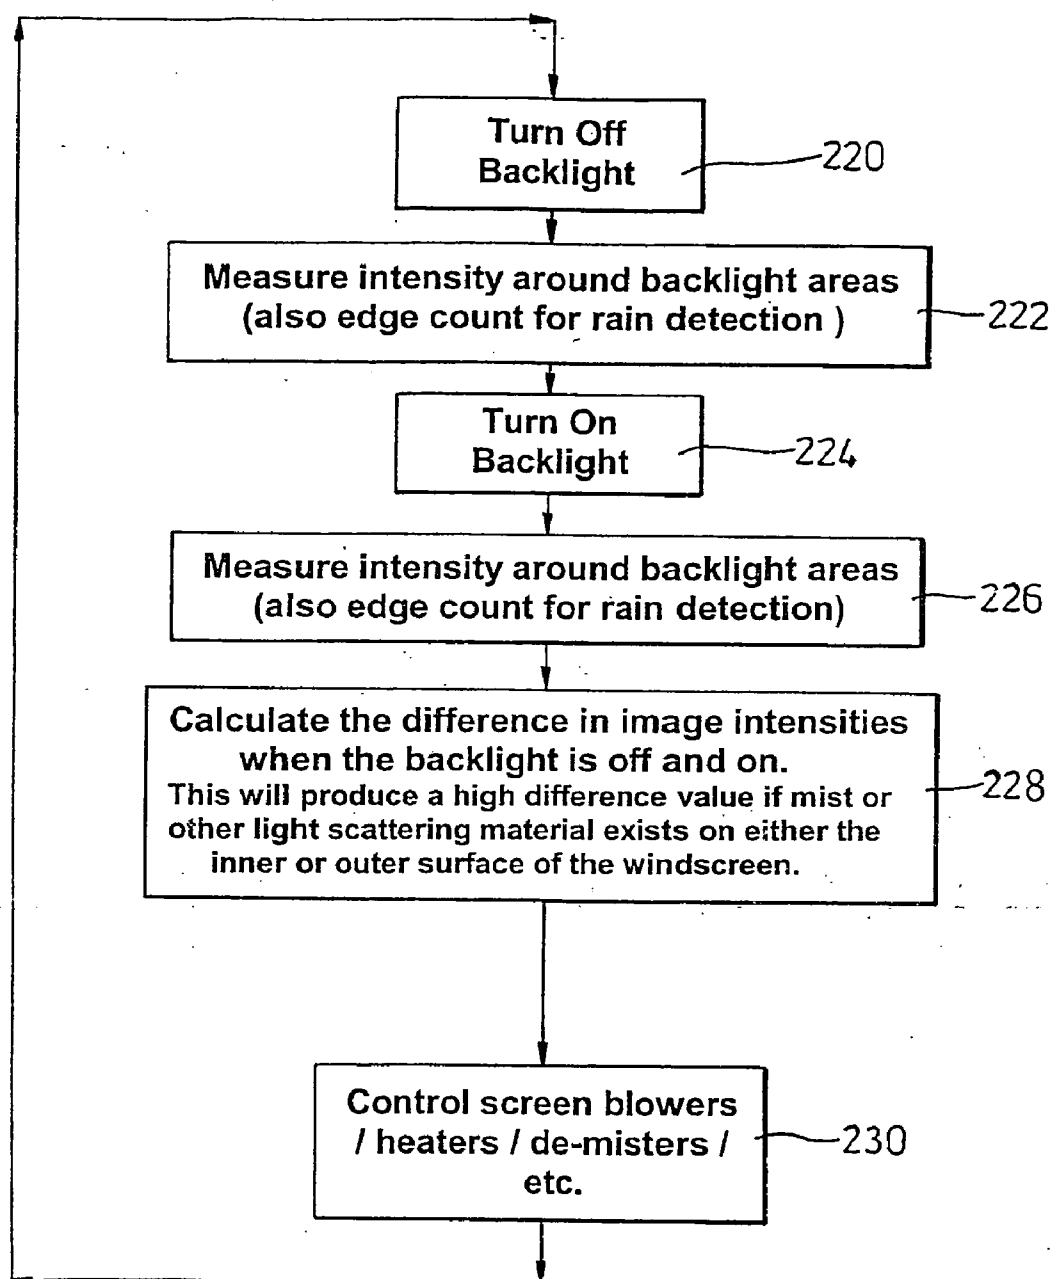 Turn Off
Backlight
220
Measure intensity around backlight areas
(also edge count for rain detection )
222
Turn On
Backlight
224
Measure intensity around backlight areas
(also edge count for rain detection)
226
Calculate the difference in image intensities
when the backlight is off and on.
This will produce a high difference value if mist or
other light scattering material exists on either the
inner or outer surface of the windscreen.
228
Control screen blowers
/ heaters / de-misters /
etc.
230